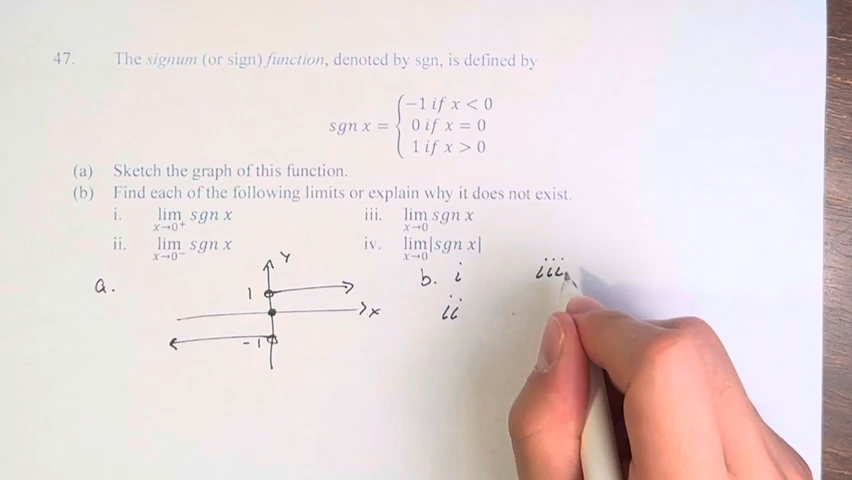 47. The signum (or sign) function, denoted by sgn, is defined by
-1 if x < 0
sgn x = { 0 if x = 0
1 if x > 0
(a) Sketch the graph of this function.
(b) Find each of the following limits or explain why it does not exist.
i. lim x→0⁺ sgn x iii. lim x→0 sgn x
ii. lim x→0⁻ sgn x iv. lim x→0 |sgn x|
a. 1 -1 Y X
b. i iii
ii